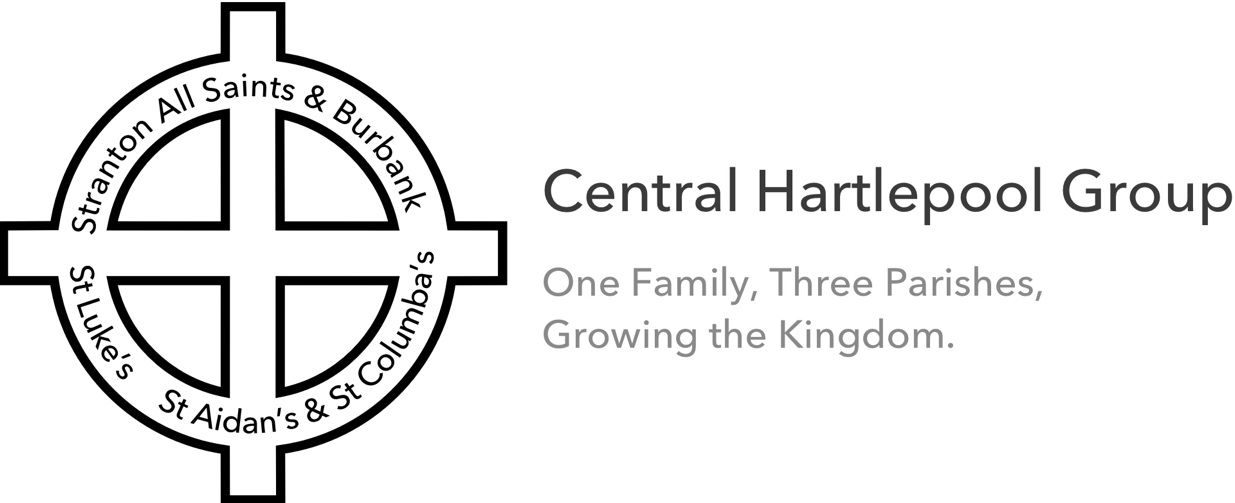 Stranton All Saints & Burbank
St Luke's
St Aidan's & St Columba's
Central Hartlepool Group
One Family, Three Parishes,
Growing the Kingdom.